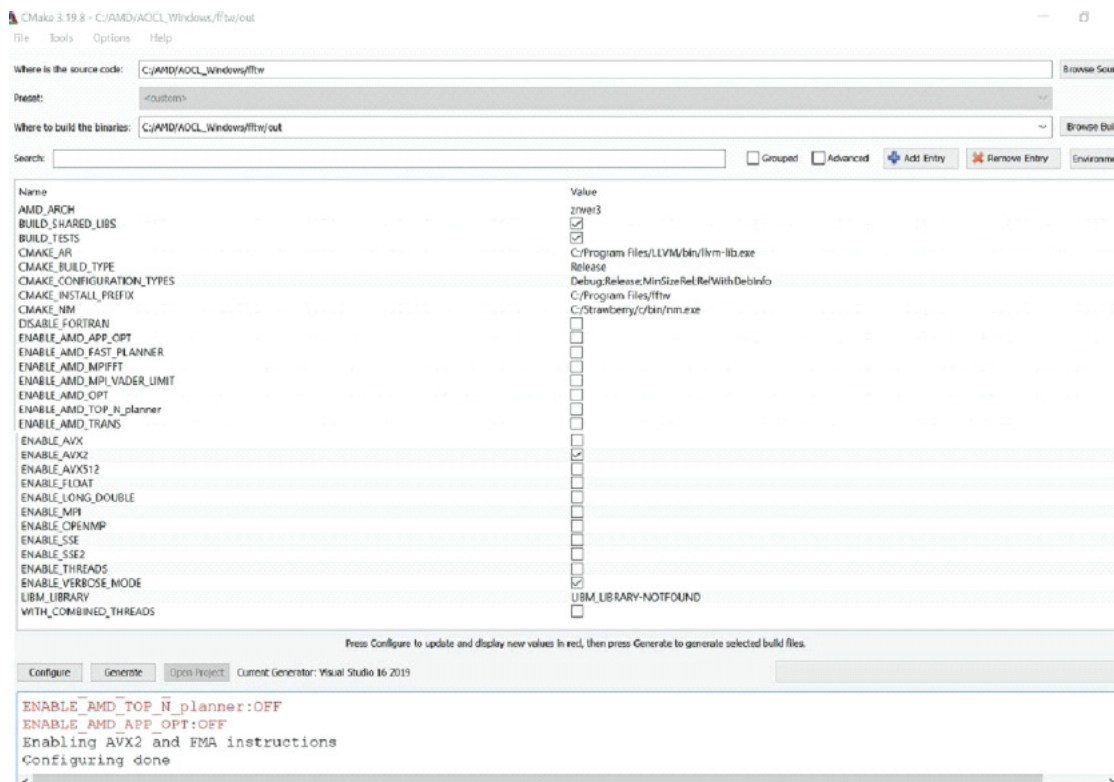 CMake 3.19.8 - C:/AMD/AOCL_Windows/fftw/out
File Tools Options Help
Where is the source code: C:/AMD/AOCL_Windows/fftw Browse Sour
Preset: <custom>
Where to build the binaries: C:/AMD/AOCL_Windows/fftw/out Browse Buil
Search: Grouped Advanced Add Entry Remove Entry Environme
Name Value
AMD_ARCH znver3
BUILD_SHARED_LIBS
BUILD_TESTS
CMAKE_AR C:/Program Files/LLVM/bin/llvm-lib.exe
CMAKE_BUILD_TYPE Release
CMAKE_CONFIGURATION_TYPES Debug;Release;MinSizeRel;RelWithDebInfo
CMAKE_INSTALL_PREFIX C:/Program Files/fftw
CMAKE_NM C:/Strawberry/c/bin/nm.exe
DISABLE_FORTRAN
ENABLE_AMD_APP_OPT
ENABLE_AMD_FAST_PLANNER
ENABLE_AMD_MPIFFT
ENABLE_AMD_MPI_VADER_LIMIT
ENABLE_AMD_OPT
ENABLE_AMD_TOP_N_planner
ENABLE_AMD_TRANS
ENABLE_AVX
ENABLE_AVX2
ENABLE_AVX512
ENABLE_FLOAT
ENABLE_LONG_DOUBLE
ENABLE_MPI
ENABLE_OPENMP
ENABLE_SSE
ENABLE_SSE2
ENABLE_THREADS
ENABLE_VERBOSE_MODE
LIBM_LIBRARY LIBM_LIBRARY-NOTFOUND
WITH_COMBINED_THREADS
Press Configure to update and display new values in red, then press Generate to generate selected build files.
Configure Generate Open Project Current Generator: Visual Studio 16 2019
ENABLE_AMD_TOP_N_planner:OFF
ENABLE_AMD_APP_OPT:OFF
Enabling AVX2 and FMA instructions
Configuring done